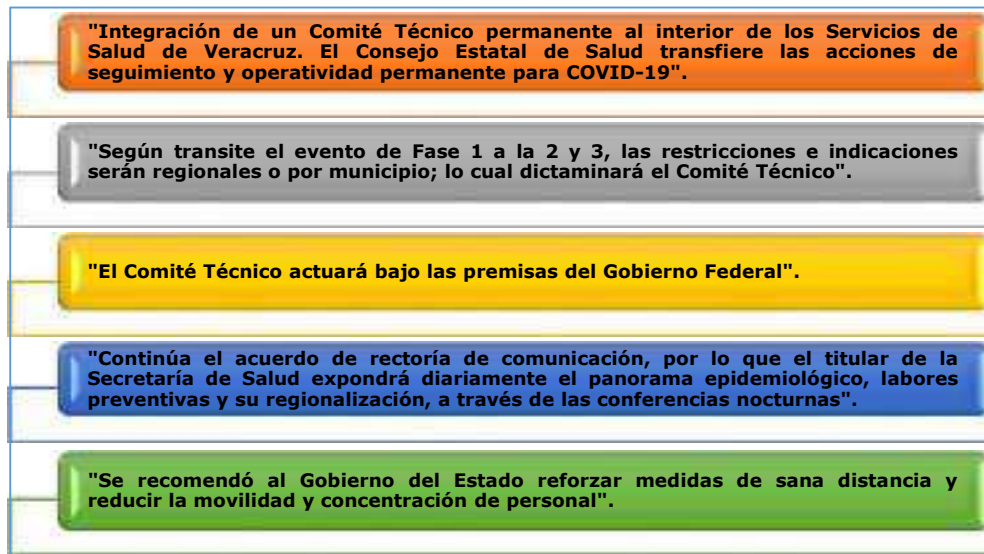 "Integración de un Comité Técnico permanente al interior de los Servicios de
Salud de Veracruz. El Consejo Estatal de Salud transfiere las acciones de
seguimiento y operatividad permanente para COVID-19".
"Según transite el evento de Fase 1 a la 2 y 3, las restricciones e indicaciones
serán regionales o por municipio; lo cual dictaminará el Comité Técnico".
"El Comité Técnico actuará bajo las premisas del Gobierno Federal".
"Continúa el acuerdo de rectoría de comunicación, por lo que el titular de la
Secretaría de Salud expondrá diariamente el panorama epidemiológico, labores
preventivas y su regionalización, a través de las conferencias nocturnas".
"Se recomendó al Gobierno del Estado reforzar medidas de sana distancia y
reducir la movilidad y concentración de personal".